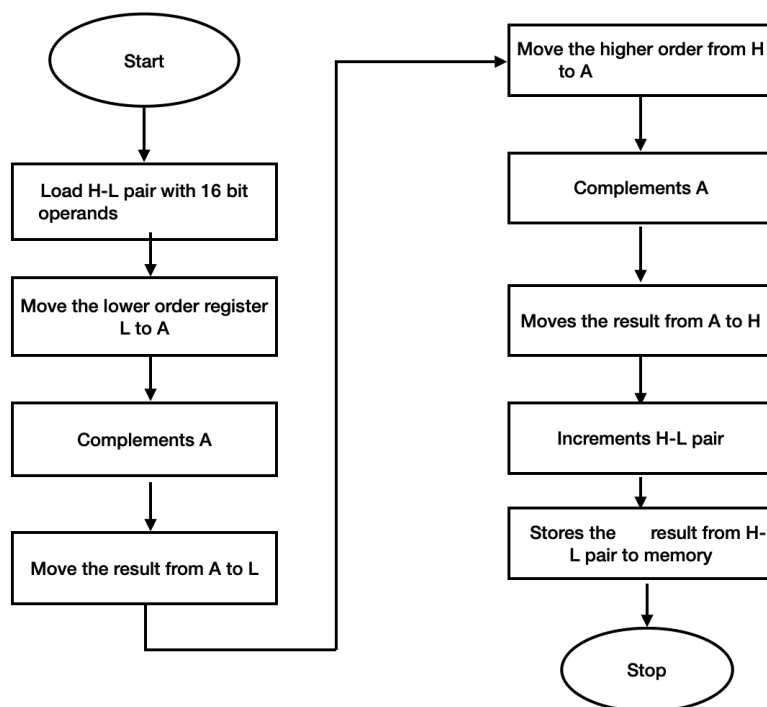 Start
Load H-L pair with 16 bit
operands
Move the lower order register
L to A
Complements A
Move the result from A to L
Move the higher order from H
to A
Complements A
Moves the result from A to H
Increments H-L pair
Stores the result from H-
L pair to memory
Stop